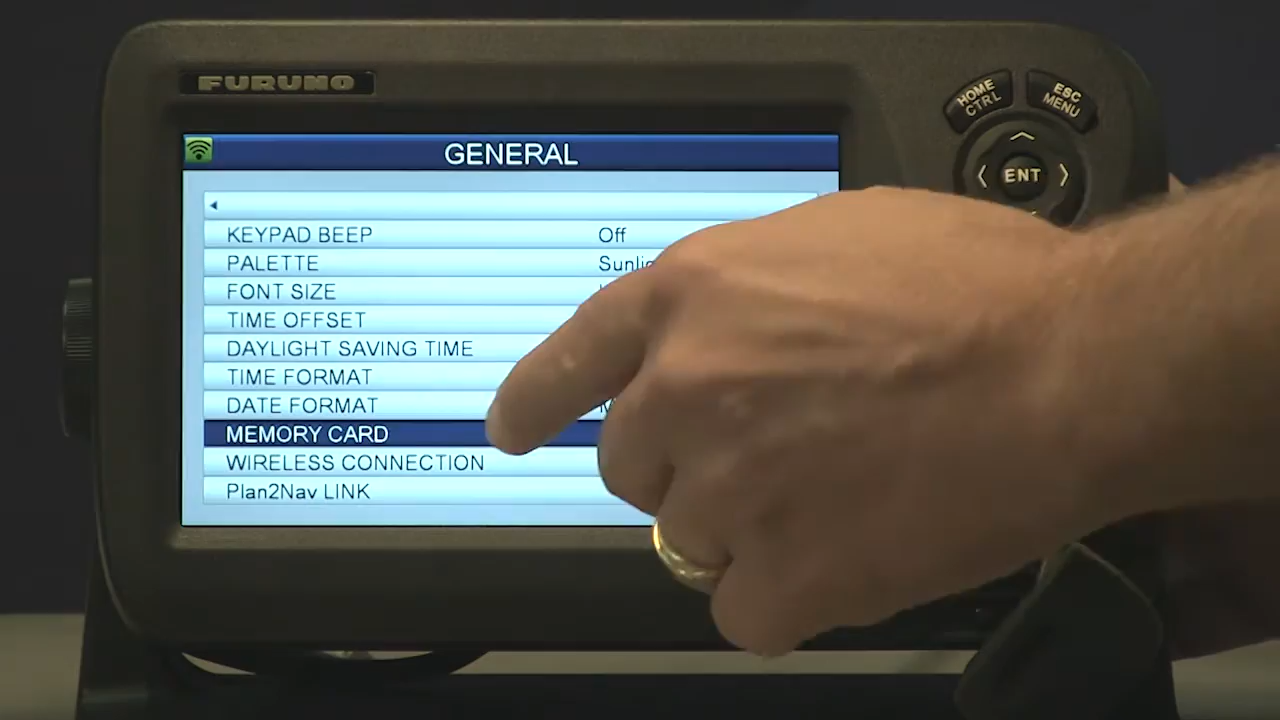 FURUNO
HOME
CTRL
ESC
MENU
ENT
GENERAL
KEYPAD BEEP Off
PALETTE
FONT SIZE
TIME OFFSET
DAYLIGHT SAVING TIME
TIME FORMAT
DATE FORMAT
MEMORY CARD
WIRELESS CONNECTION
Plan2Nav LINK